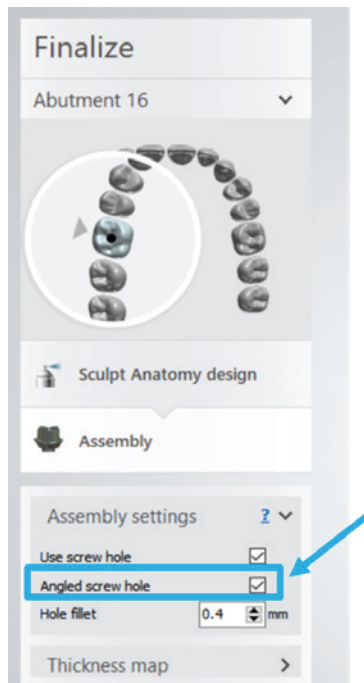 Finalize
Abutment 16
Sculpt Anatomy design
Assembly
Assembly settings ?
Use screw hole
Angled screw hole
Hole fillet 0.4 mm
Thickness map